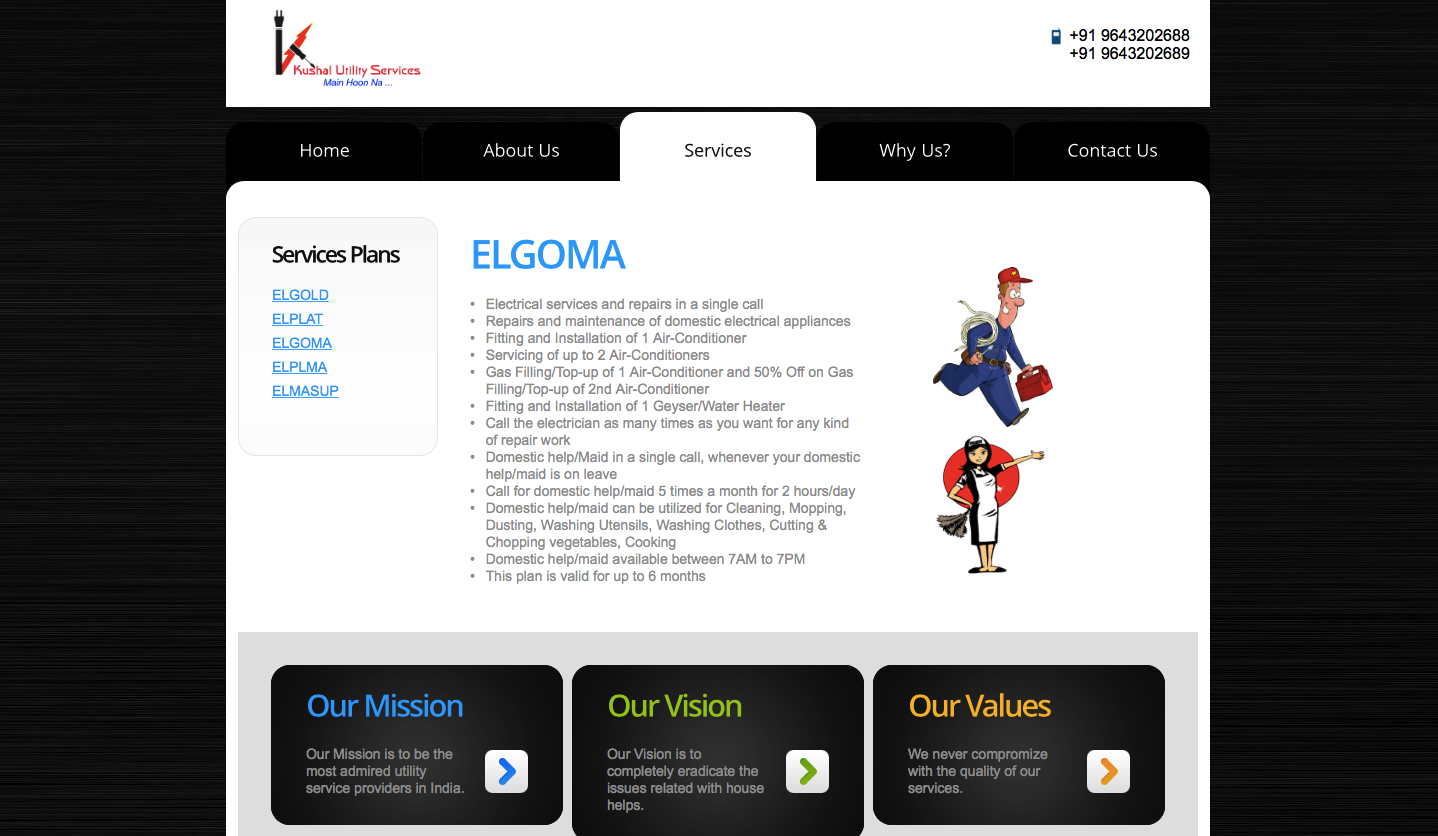 Kushal Utility Services
Main Hoon Na ...
+91 9643202688
+91 9643202689
Home
About Us
Services
Why Us?
Contact Us
Services Plans
ELGOLD
ELPLAT
ELGOMA
ELPLMA
ELMASUP
ELGOMA
• Electrical services and repairs in a single call
• Repairs and maintenance of domestic electrical appliances
• Fitting and Installation of 1 Air-Conditioner
• Servicing of up to 2 Air-Conditioners
• Gas Filling/Top-up of 1 Air-Conditioner and 50% Off on Gas
Filling/Top-up of 2nd Air-Conditioner
• Fitting and Installation of 1 Geyser/Water Heater
• Call the electrician as many times as you want for any kind
of repair work
• Domestic help/Maid in a single call, whenever your domestic
help/maid is on leave
• Call for domestic help/maid 5 times a month for 2 hours/day
• Domestic help/maid can be utilized for Cleaning, Mopping,
Dusting, Washing Utensils, Washing Clothes, Cutting &
Chopping vegetables, Cooking
• Domestic help/maid available between 7AM to 7PM
• This plan is valid for up to 6 months
Our Mission
Our Mission is to be the
most admired utility
service providers in India.
Our Vision
Our Vision is to
completely eradicate the
issues related with house
helps.
Our Values
We never compromize
with the quality of our
services.